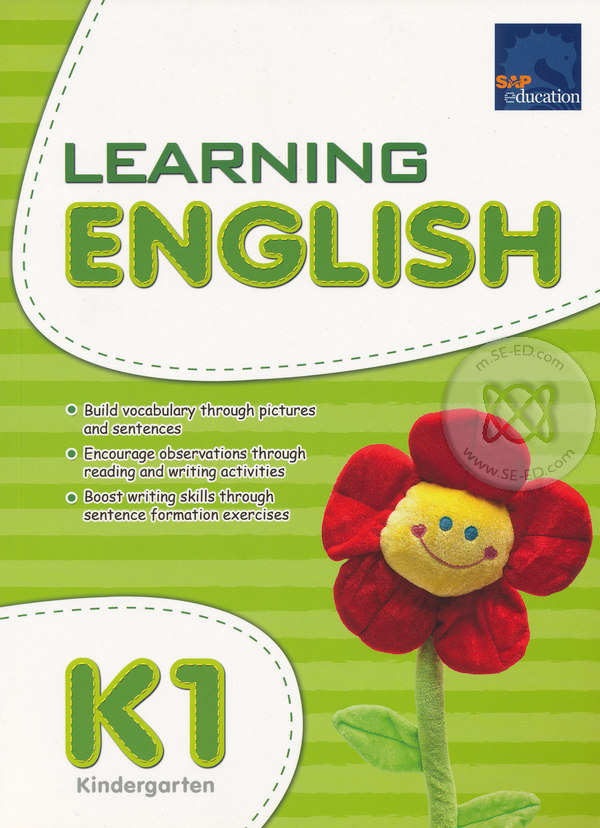 SAP
education
LEARNING
ENGLISH
m.SE-ED.com
www.SE-ED.com
• Build vocabulary through pictures
and sentences
• Encourage observations through
reading and writing activities
• Boost writing skills through
sentence formation exercises
K1
Kindergarten